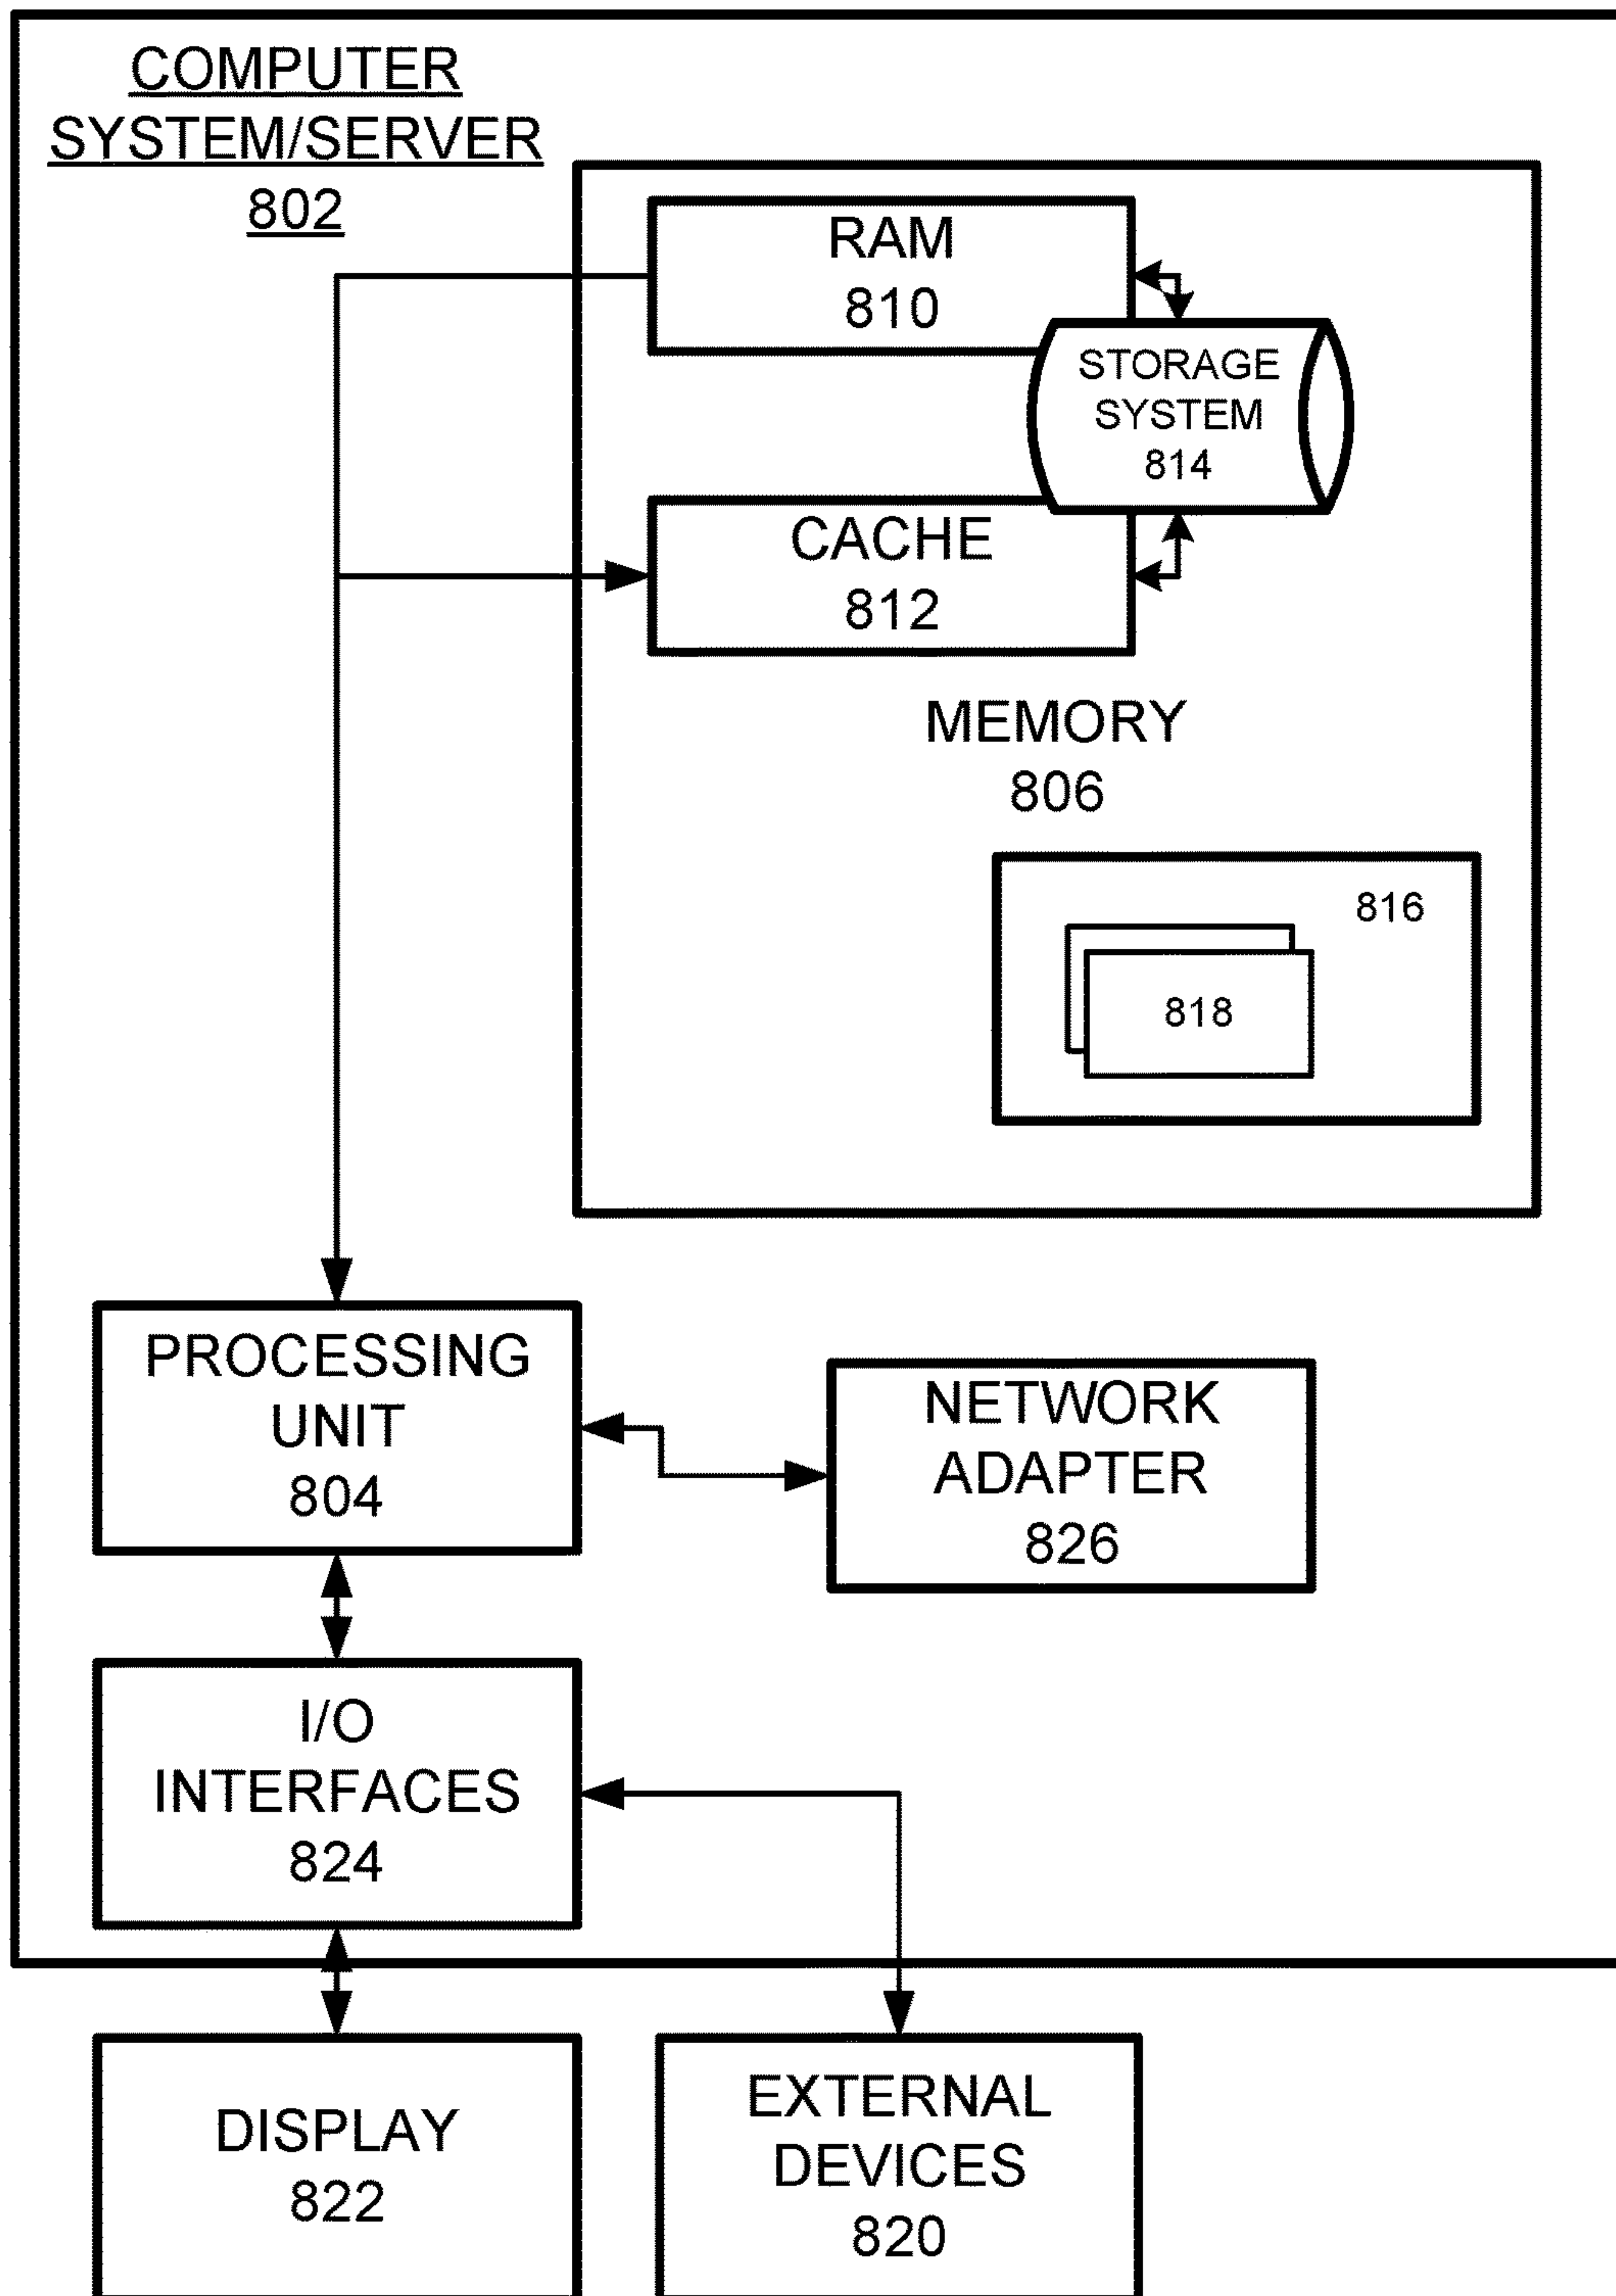 COMPUTER
SYSTEM/SERVER
802
RAM
810
STORAGE
SYSTEM
814
CACHE
812
MEMORY
806
816
818
PROCESSING
UNIT
804
NETWORK
ADAPTER
826
I/O
INTERFACES
824
DISPLAY
822
EXTERNAL
DEVICES
820